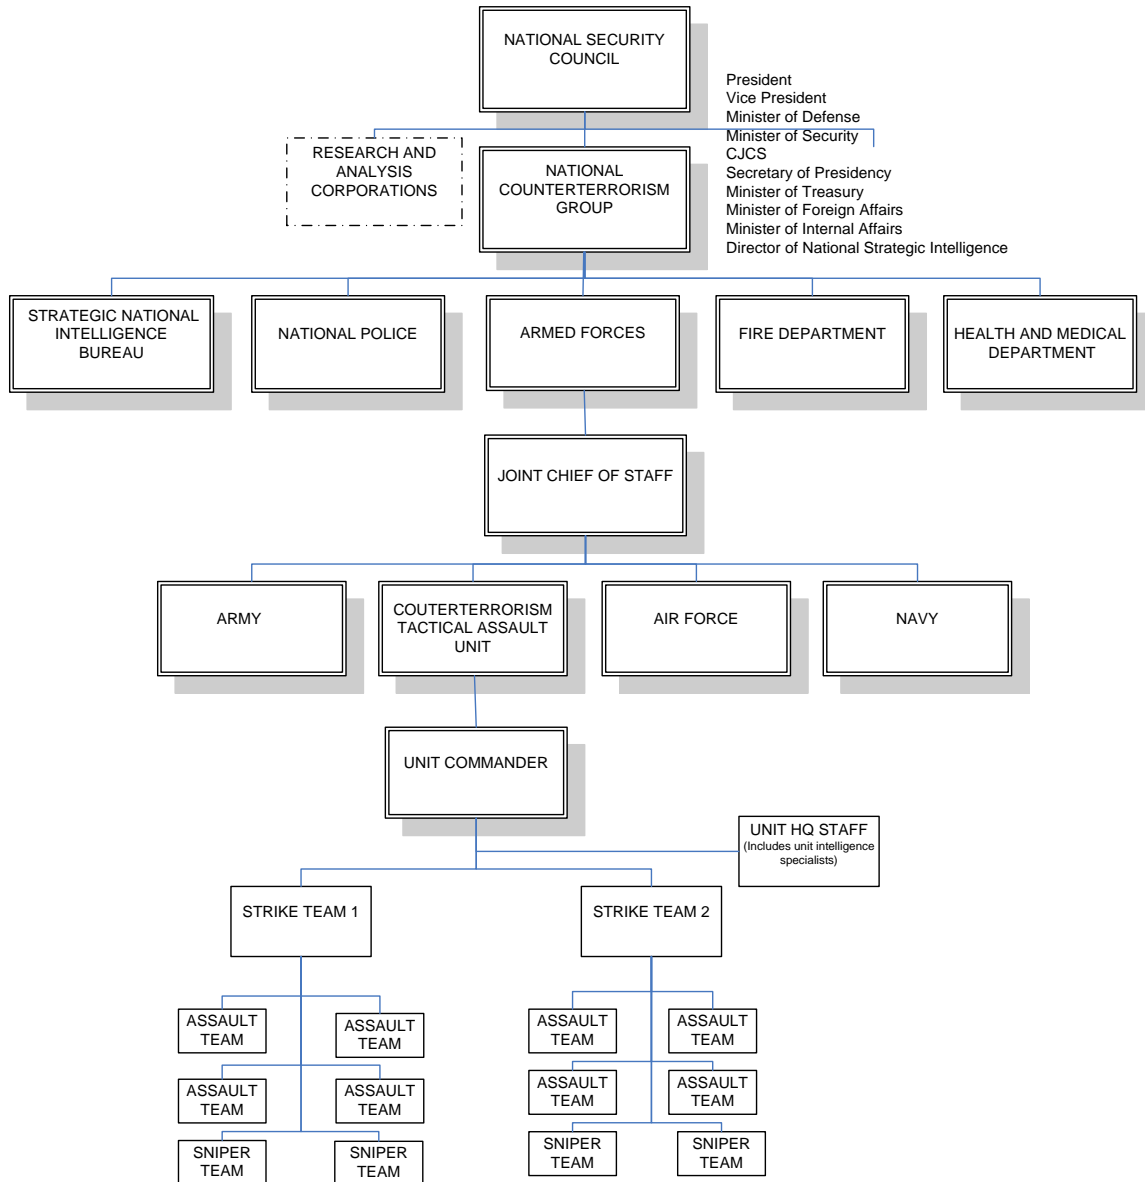 NATIONAL SECURITY
COUNCIL
President
Vice President
Minister of Defense
Minister of Security
CJCS
Secretary of Presidency
Minister of Treasury
Minister of Foreign Affairs
Minister of Internal Affairs
Director of National Strategic Intelligence
RESEARCH AND
ANALYSIS
CORPORATIONS
NATIONAL
COUNTERTERRORISM
GROUP
STRATEGIC NATIONAL
INTELLIGENCE
BUREAU
NATIONAL POLICE
ARMED FORCES
FIRE DEPARTMENT
HEALTH AND MEDICAL
DEPARTMENT
JOINT CHIEF OF STAFF
ARMY
COUTERTERRORISM
TACTICAL ASSAULT
UNIT
AIR FORCE
NAVY
UNIT COMMANDER
UNIT HQ STAFF
(Includes unit intelligence
specialists)
STRIKE TEAM 1
STRIKE TEAM 2
ASSAULT
TEAM
ASSAULT
TEAM
ASSAULT
TEAM
ASSAULT
TEAM
ASSAULT
TEAM
ASSAULT
TEAM
ASSAULT
TEAM
ASSAULT
TEAM
SNIPER
TEAM
SNIPER
TEAM
SNIPER
TEAM
SNIPER
TEAM